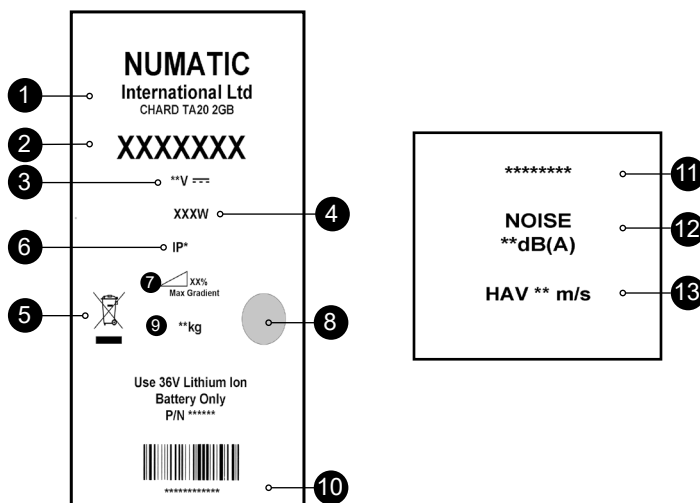 NUMATIC
International Ltd
CHARD TA20 2GB
1
2
XXXXXXX
3
**V
XXXW
4
6
IP*
7
XX%
Max Gradient
5
9
**kg
8
Use 36V Lithium Ion
Battery Only
P/N ******
************
10
********
11
NOISE
**dB(A)
12
HAV ** m/s
13